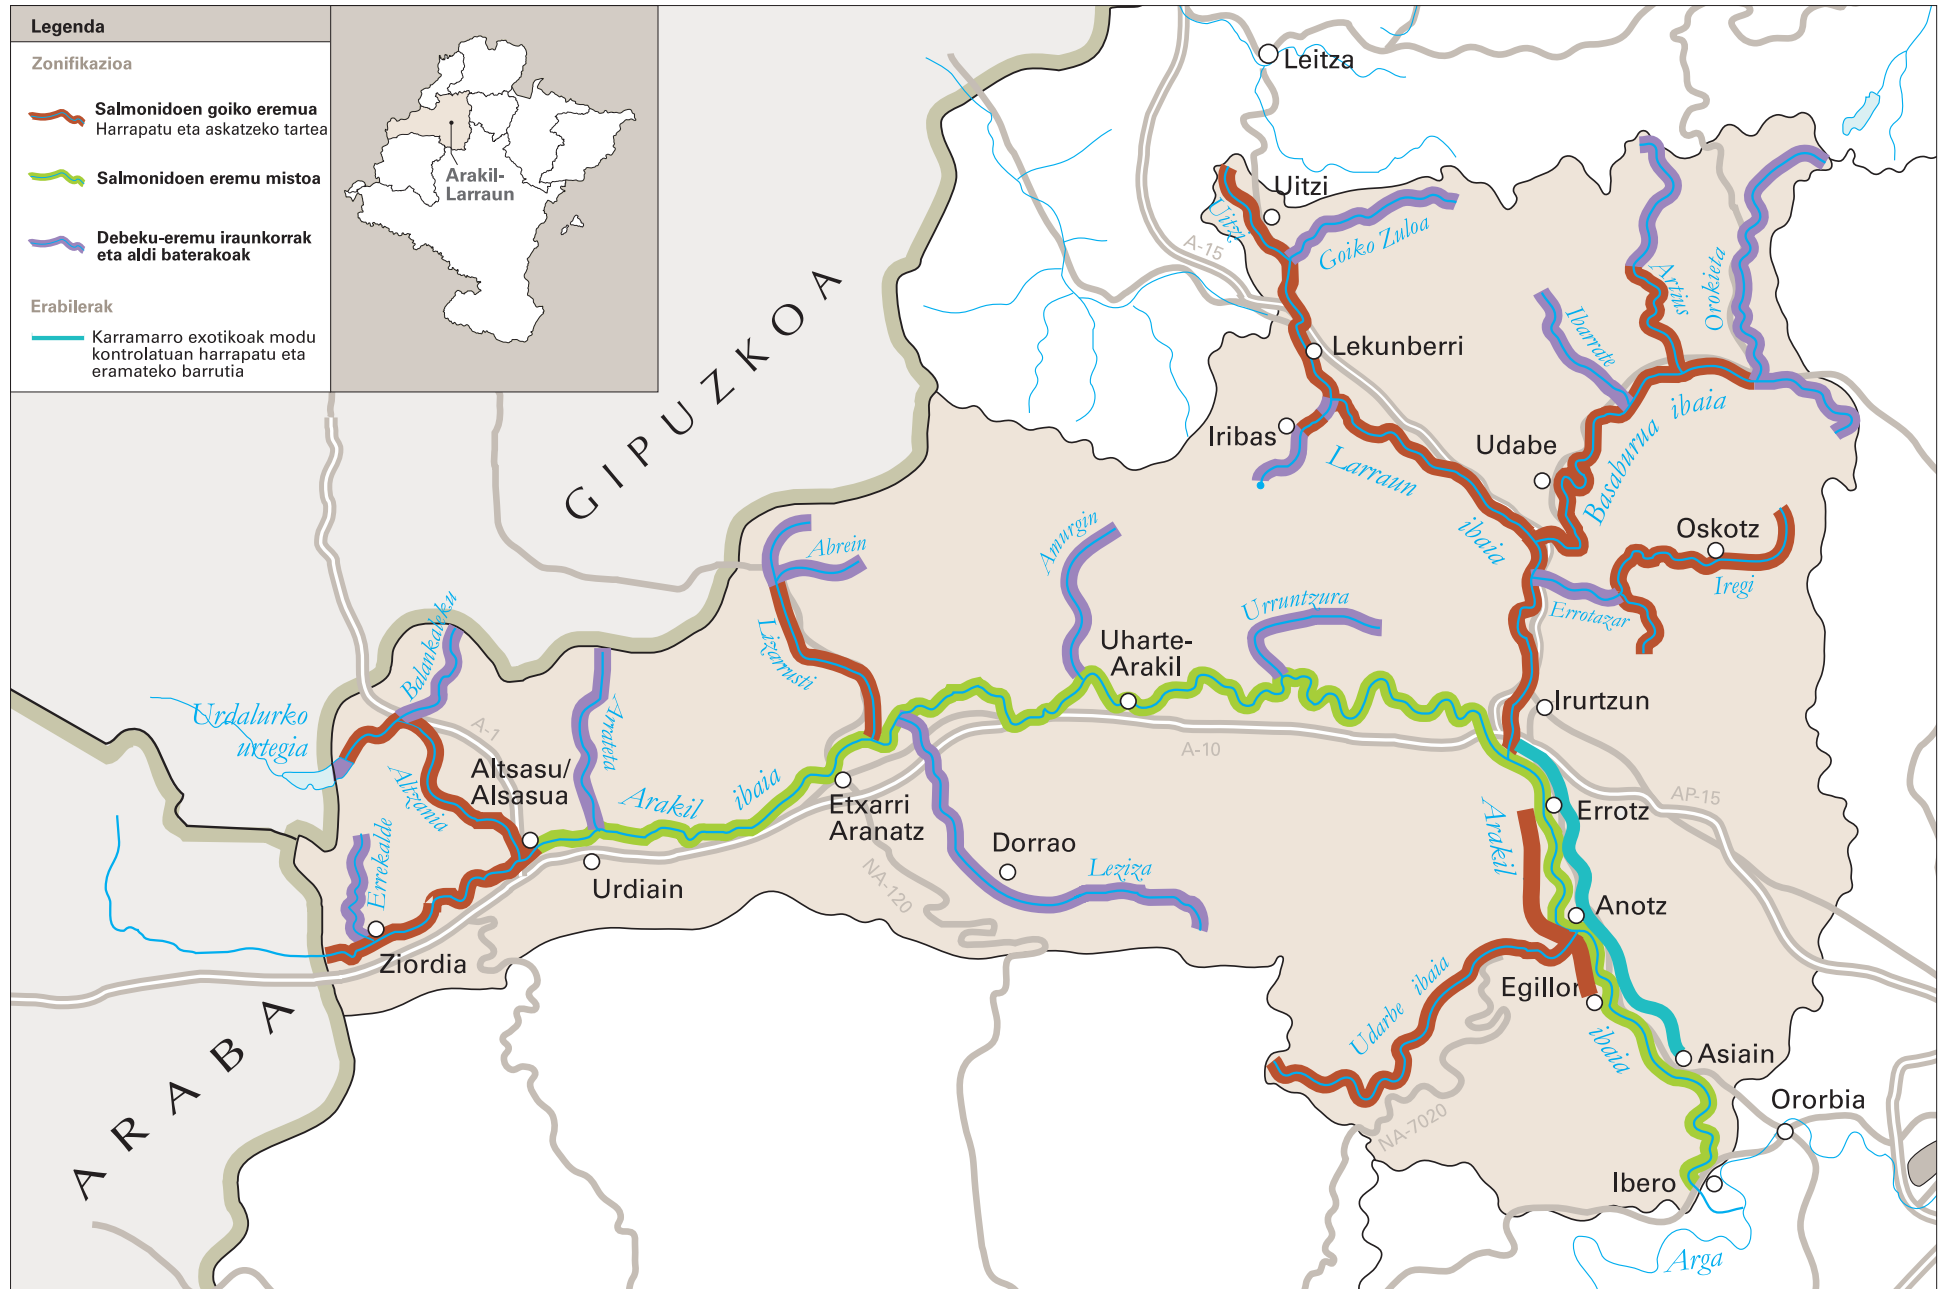 Legenda
Zonifikazioa
Salmonidoen goiko eremua
Harrapatu eta askatzeko tartea
Salmonidoen eremu mistoa
Debeku-eremu iraunkorrak
eta aldi baterakoak
Erabilerak
Karramarro exotikoak modu
kontrolatuan harrapatu eta
eramateko barrutia
Arakil-
Larraun
GIPUZKOA
ARABA
Leitza
Uitzi
Uitzi
Goiko Zuloa
A-15
Lekunberri
Iribas
Larraun
ibaia
Udabe
Basaburua ibaia
Ibarrate
Artius
Orokieta
Oskotz
Iregi
Errotazar
Irurtzun
Abrein
Lizarrusti
Amurgin
Urruntzura
Uharte-
Arakil
Balankaleku
Urdalurko
urtegia
A-1
Altzania
Altsasu/
Alsasua
Arrateta
Arakil ibaia
Etxarri
Aranatz
A-10
Errekalde
Ziordia
Urdiain
NA-120
Dorrao
Leziza
AP-15
Errotz
Arakil
Anotz
Egillor
Udarbe ibaia
ibaia
Asiain
NA-7020
Ororbia
Ibero
Arga